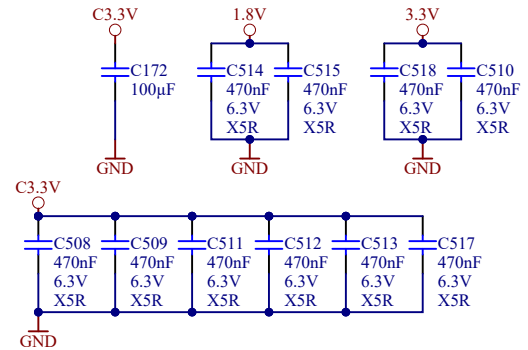 C3.3V
1.8V
3.3V
C172
100µF
C514
470nF
6.3V
X5R
C515
470nF
6.3V
X5R
C518
470nF
6.3V
X5R
C510
470nF
6.3V
X5R
GND
GND
GND
C3.3V
C508
470nF
6.3V
X5R
C509
470nF
6.3V
X5R
C511
470nF
6.3V
X5R
C512
470nF
6.3V
X5R
C513
470nF
6.3V
X5R
C517
470nF
6.3V
X5R
GND